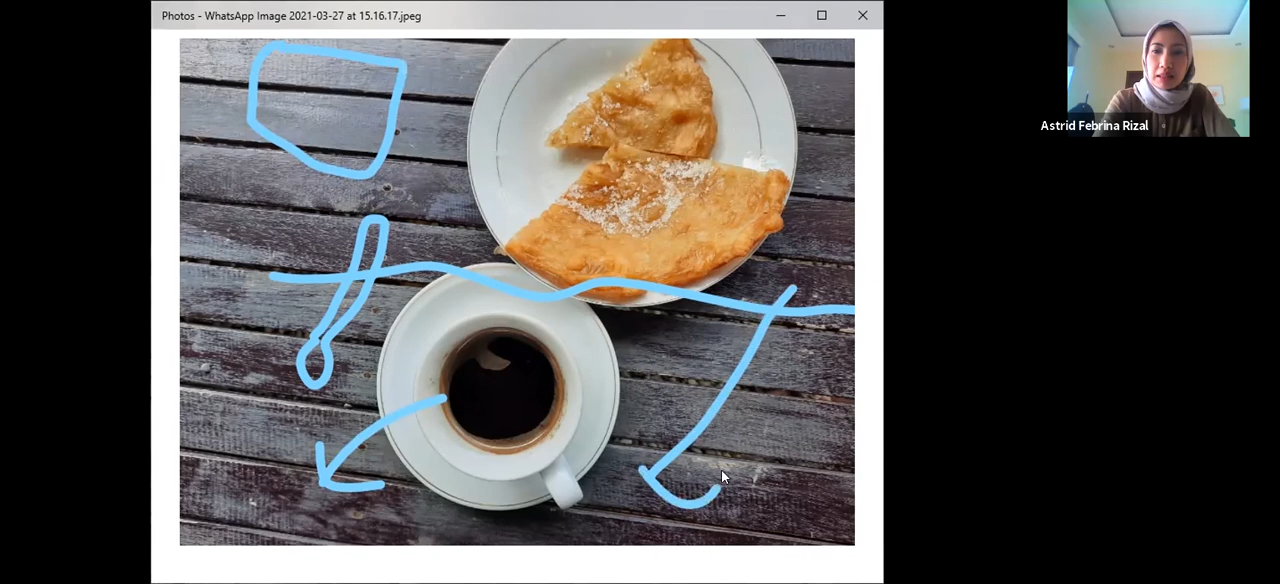 Photos - WhatsApp Image 2021-03-27 at 15.16.17.jpeg
Astrid Febrina Rizal